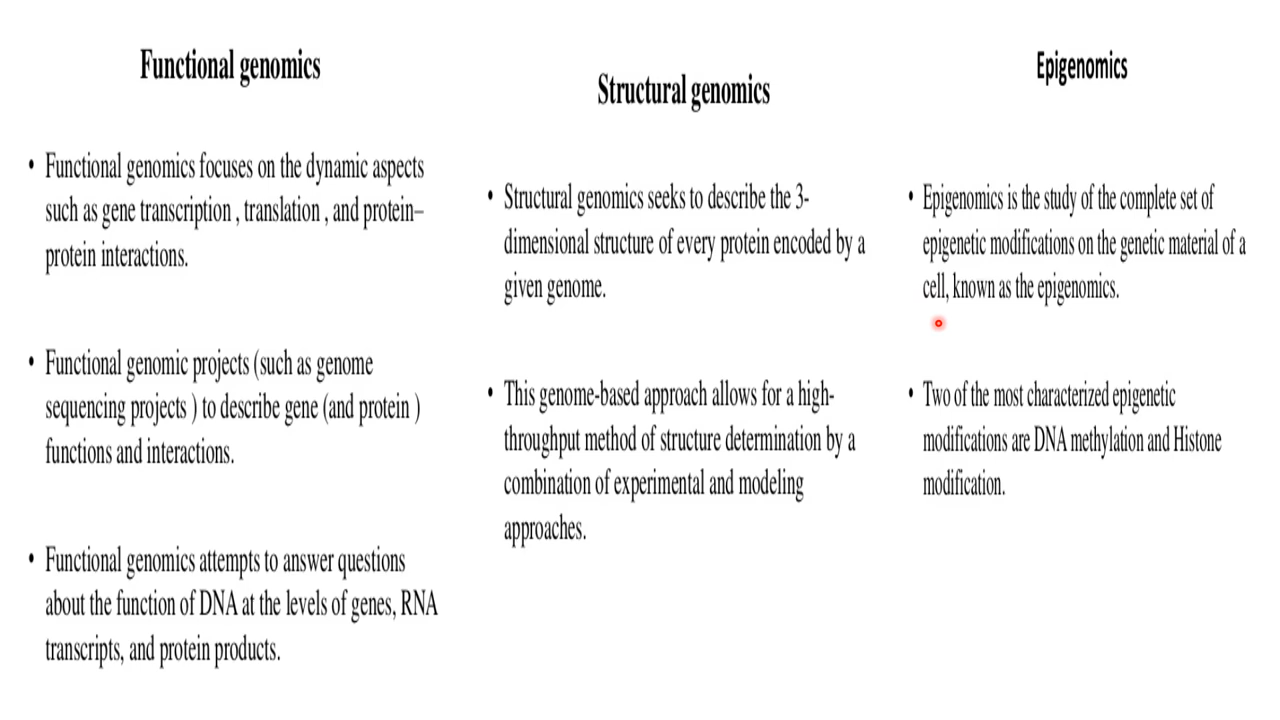 Functional genomics
• Functional genomics focuses on the dynamic aspects
such as gene transcription , translation , and protein–
protein interactions.
• Functional genomic projects (such as genome
sequencing projects ) to describe gene (and protein )
functions and interactions.
• Functional genomics attempts to answer questions
about the function of DNA at the levels of genes, RNA
transcripts, and protein products.
Structural genomics
• Structural genomics seeks to describe the 3-
dimensional structure of every protein encoded by a
given genome.
• This genome-based approach allows for a high-
throughput method of structure determination by a
combination of experimental and modeling
approaches.
Epigenomics
• Epigenomics is the study of the complete set of
epigenetic modifications on the genetic material of a
cell, known as the epigenomics.
• Two of the most characterized epigenetic
modifications are DNA methylation and Histone
modification.